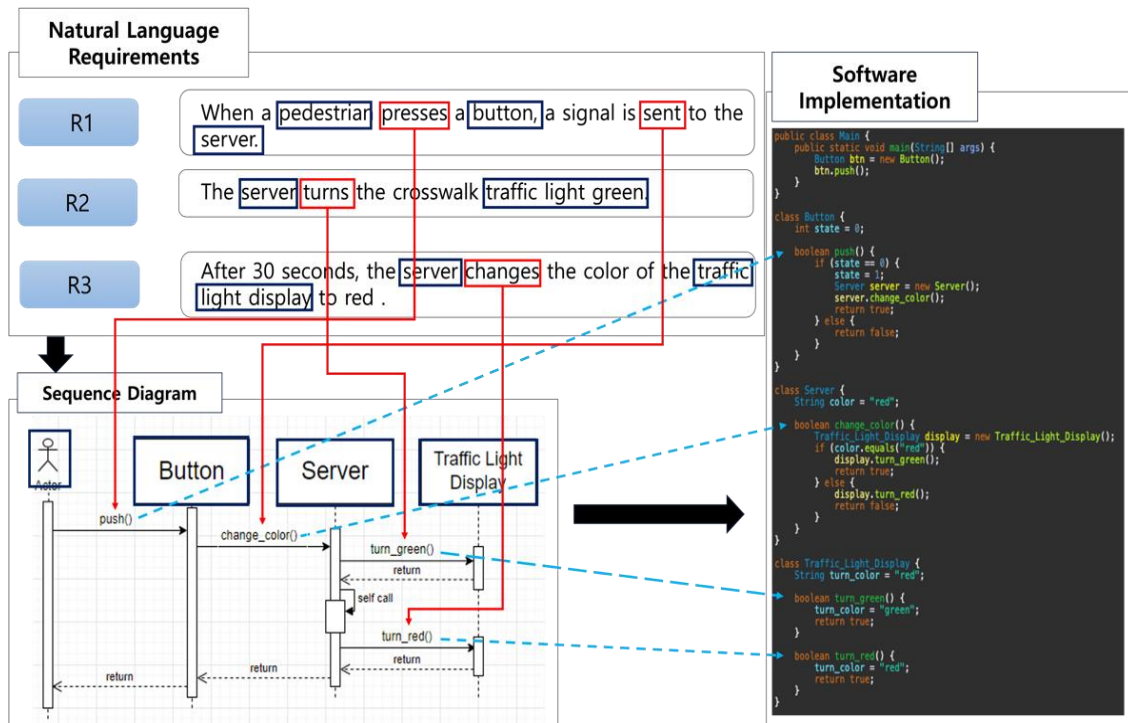 Natural Language
Requirements
R1
When a pedestrian presses a button, a signal is sent to the
server.
R2
The server turns the crosswalk traffic light green.
R3
After 30 seconds, the server changes the color of the traffic
light display to red .
Sequence Diagram
Actor
Button
Server
Traffic Light
Display
push()
change_color()
turn_green()
return
self call
turn_red()
return
return
return
Software
Implementation
public class Main {
public static void main(String[] args) {
Button btn = new Button();
btn.push();
}
}
class Button {
int state = 0;
boolean push() {
if (state == 0) {
state = 1;
Server server = new Server();
server.change_color();
return true;
} else {
return false;
}
}
}
class Server {
String color = "red";
boolean change_color() {
Traffic_Light_Display display = new Traffic_Light_Display();
if (color.equals("red")) {
display.turn_green();
return true;
} else {
display.turn_red();
return false;
}
}
}
class Traffic_Light_Display {
String turn_color = "red";
boolean turn_green() {
turn_color = "green";
return true;
}
boolean turn_red() {
turn_color = "red";
return true;
}
}